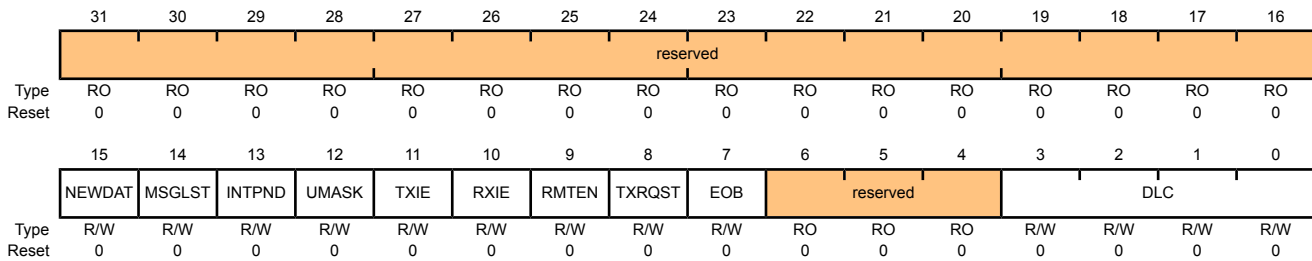 31 30 29 28 27 26 25 24 23 22 21 20 19 18 17 16
reserved
Type RO RO RO RO RO RO RO RO RO RO RO RO RO RO RO RO
Reset 0 0 0 0 0 0 0 0 0 0 0 0 0 0 0 0
15 14 13 12 11 10 9 8 7 6 5 4 3 2 1 0
NEWDAT MSGLST INTPND UMASK TXIE RXIE RMTEN TXRQST EOB reserved DLC
Type R/W R/W R/W R/W R/W R/W R/W R/W R/W RO RO RO R/W R/W R/W R/W
Reset 0 0 0 0 0 0 0 0 0 0 0 0 0 0 0 0